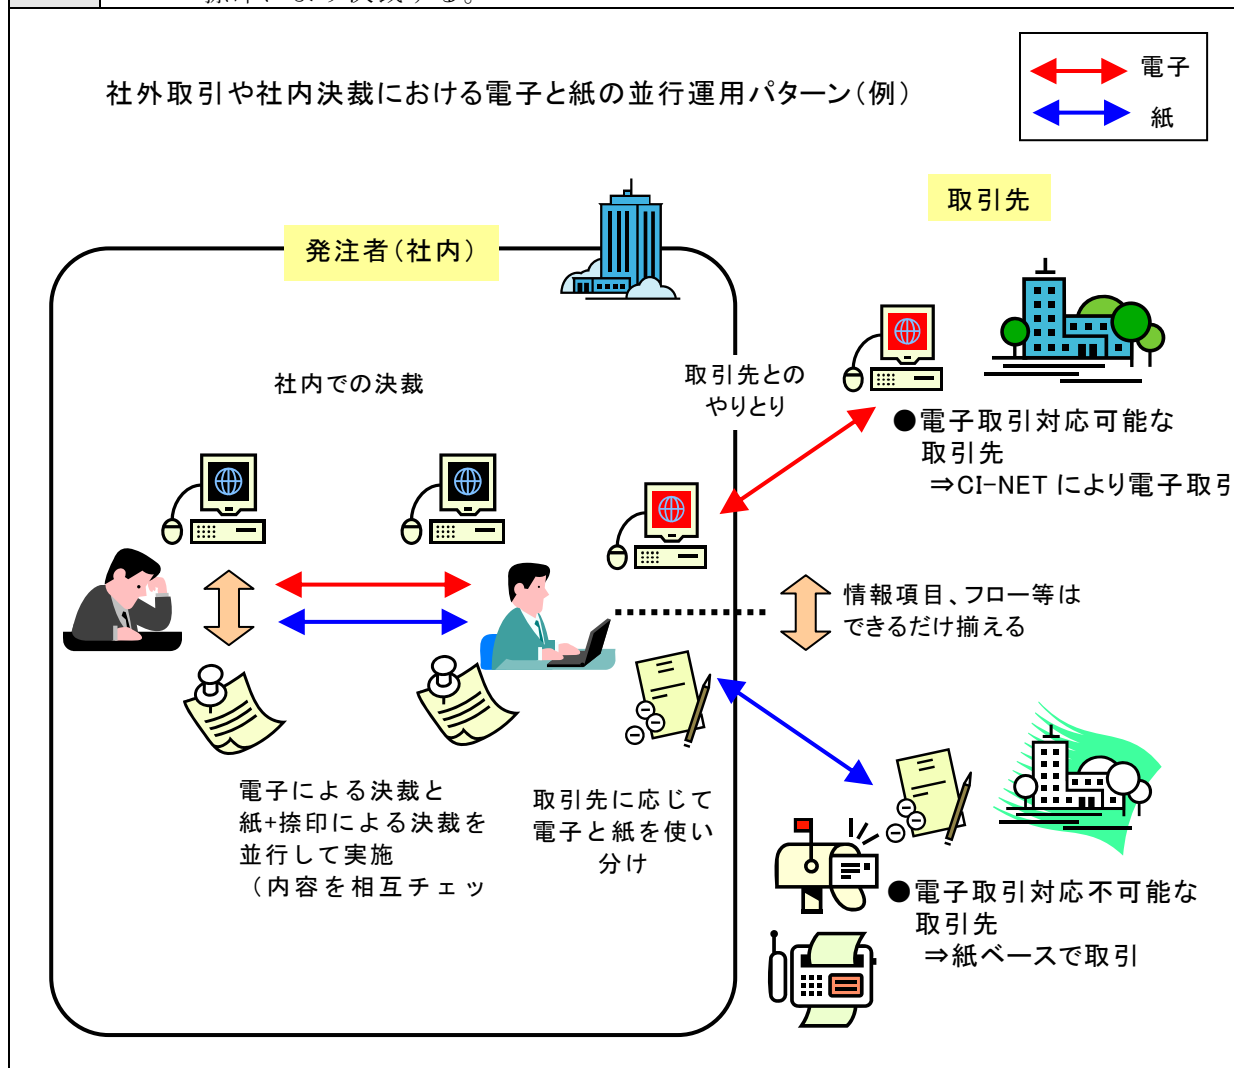 社外取引や社内決裁における電子と紙の並行運用パターン(例)
電子
紙
取引先
発注者(社内)
社内での決裁
取引先との
やりとり
●電子取引対応可能な
取引先
⇒CI-NET により電子取引
情報項目、フロー等は
できるだけ揃える
電子による決裁と
紙+捺印による決裁を
並行して実施
(内容を相互チェッ
取引先に応じて
電子と紙を使い
分け
●電子取引対応不可能な
取引先
⇒紙ベースで取引